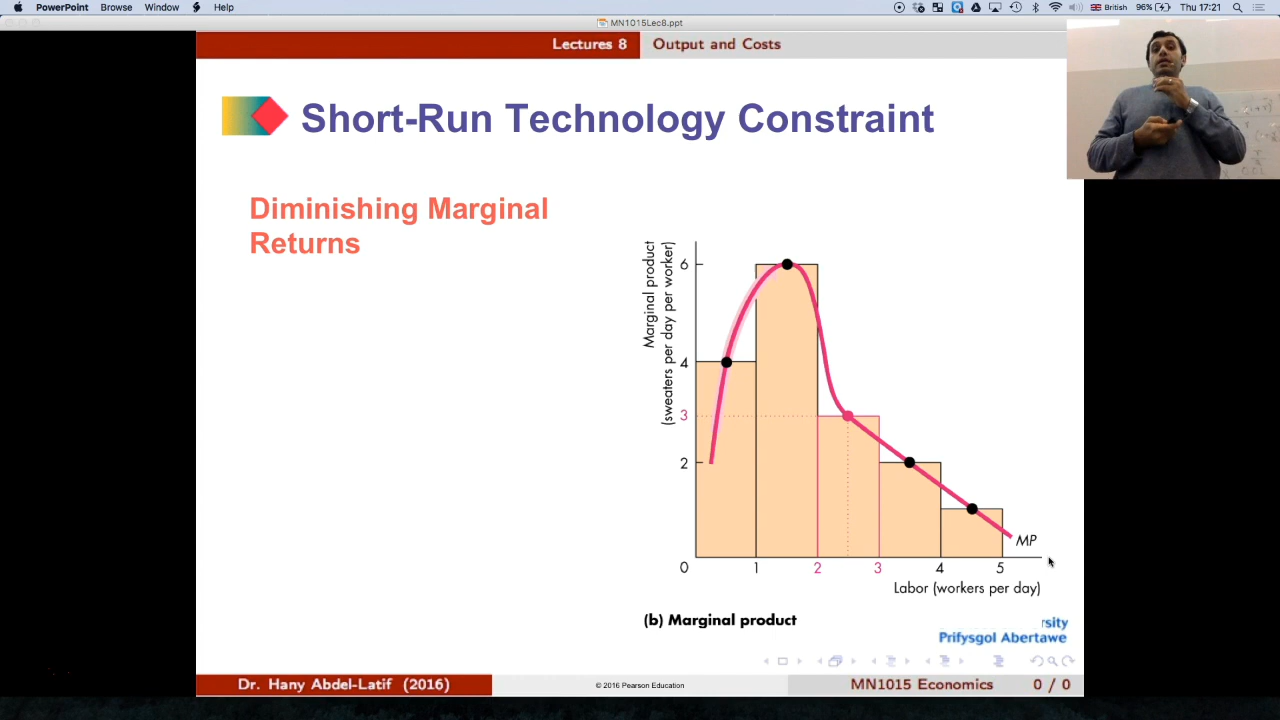 PowerPoint Browse Window Help
British 96% Thu 17:21
MN1015Lec8.ppt
Lectures 8 Output and Costs
Short-Run Technology Constraint
Diminishing Marginal
Returns
Marginal product
(sweaters per day per worker)
6
4
3
2
MP
0 1 2 3 4 5
Labor (workers per day)
(b) Marginal product
rsity
Prifysgol Abertawe
Dr. Hany Abdel-Latif (2016) © 2016 Pearson Education MN1015 Economics 0 / 0